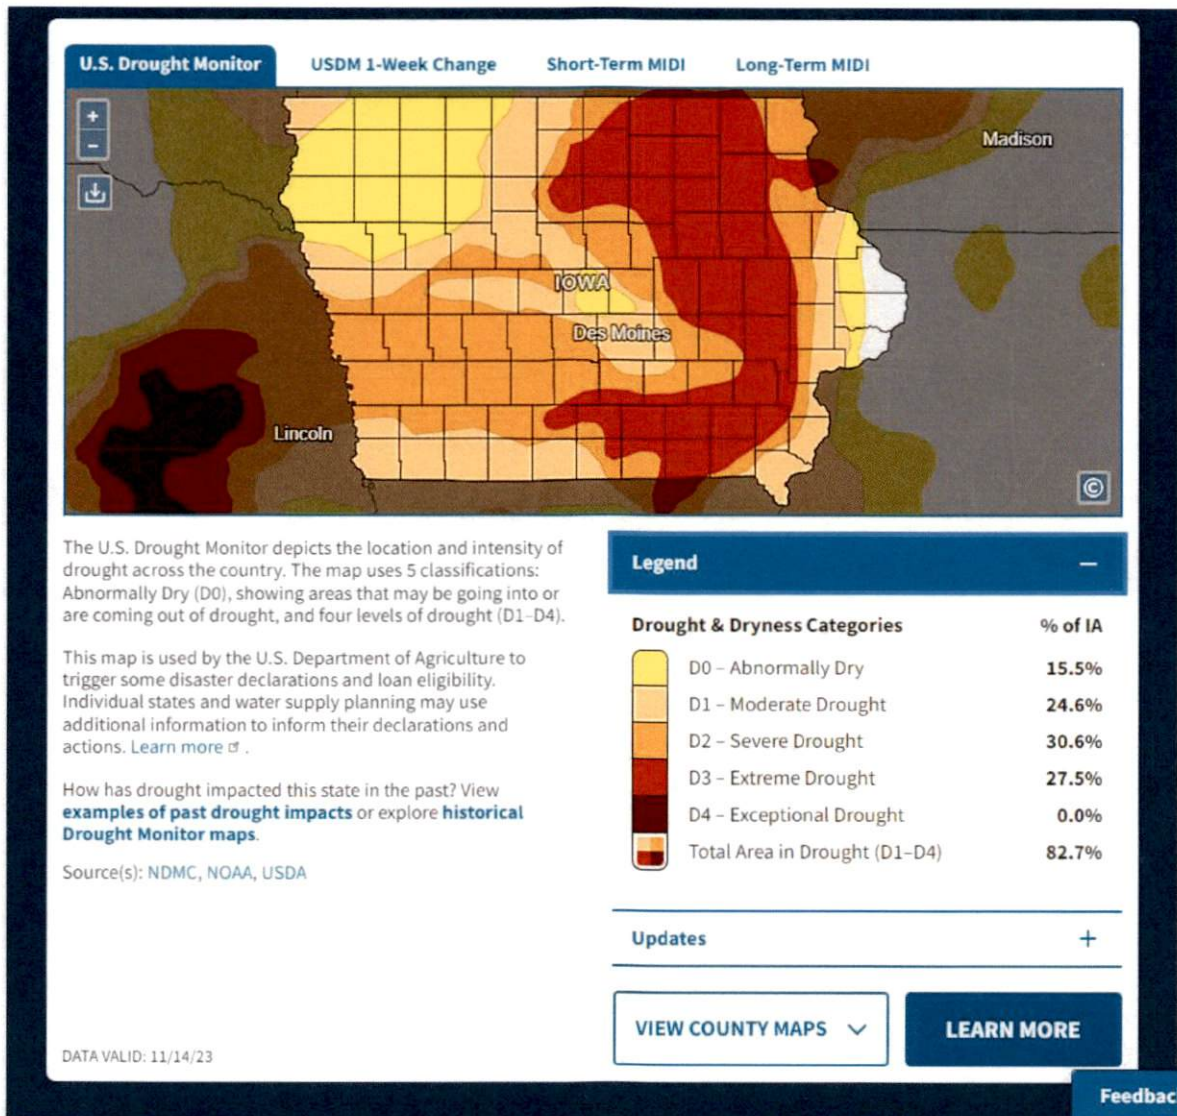 U.S. Drought Monitor
USDM 1-Week Change
Short-Term MIDI
Long-Term MIDI
+
−
Madison
IOWA
Des Moines
Lincoln
©
The U.S. Drought Monitor depicts the location and intensity of
drought across the country. The map uses 5 classifications:
Abnormally Dry (D0), showing areas that may be going into or
are coming out of drought, and four levels of drought (D1–D4).
This map is used by the U.S. Department of Agriculture to
trigger some disaster declarations and loan eligibility.
Individual states and water supply planning may use
additional information to inform their declarations and
actions. Learn more .
How has drought impacted this state in the past? View
examples of past drought impacts or explore historical
Drought Monitor maps.
Source(s): NDMC, NOAA, USDA
DATA VALID: 11/14/23
Legend −
Drought & Dryness Categories % of IA
D0 – Abnormally Dry 15.5%
D1 – Moderate Drought 24.6%
D2 – Severe Drought 30.6%
D3 – Extreme Drought 27.5%
D4 – Exceptional Drought 0.0%
Total Area in Drought (D1–D4) 82.7%
Updates +
VIEW COUNTY MAPS
LEARN MORE
Feedbac